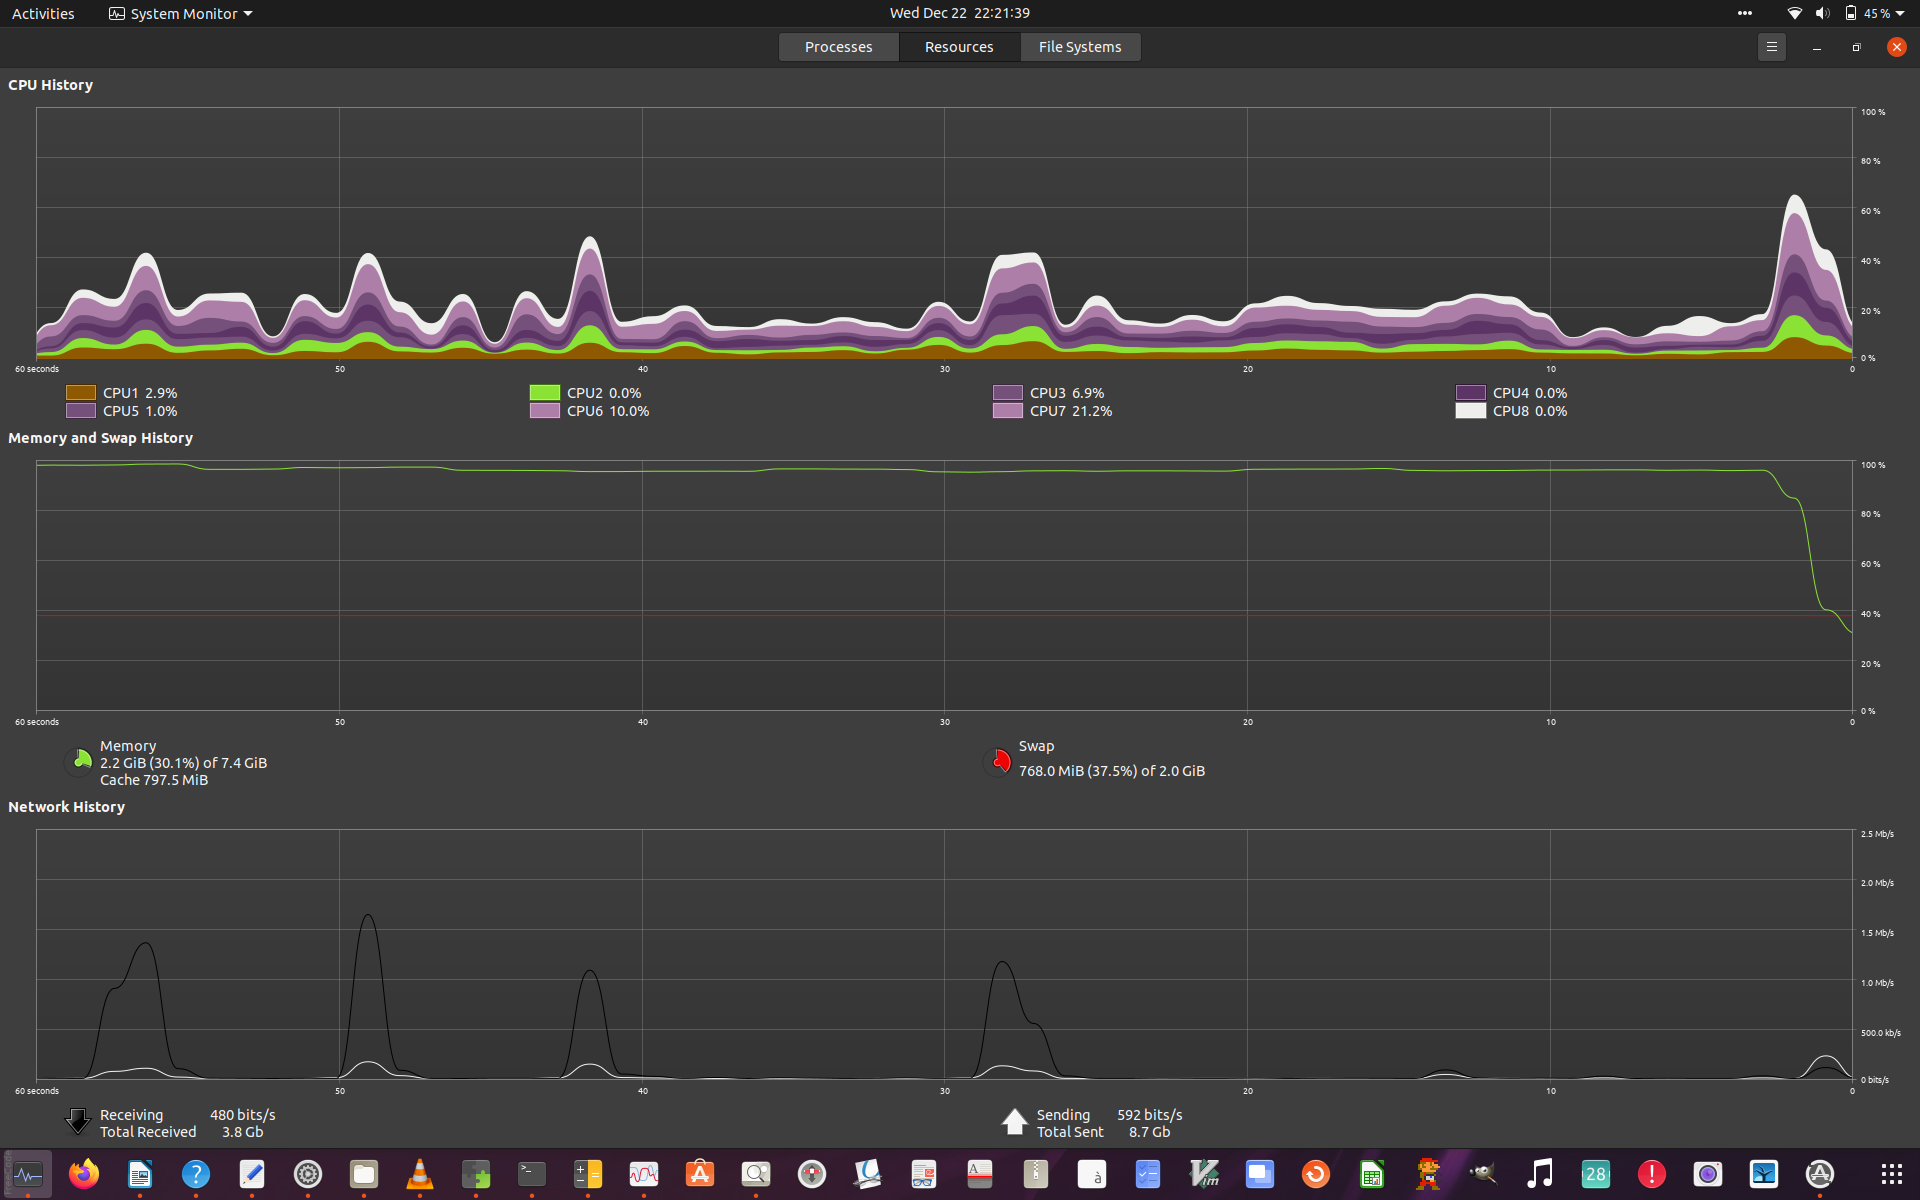 Activities System Monitor Wed Dec 22 22:21:39 45 %
Processes Resources File Systems
CPU History
100 %
80 %
60 %
40 %
20 %
0 %
60 seconds 50 40 30 20 10 0
CPU1 2.9% CPU2 0.0% CPU3 6.9% CPU4 0.0%
CPU5 1.0% CPU6 10.0% CPU7 21.2% CPU8 0.0%
Memory and Swap History
100 %
80 %
60 %
40 %
20 %
0 %
60 seconds 50 40 30 20 10 0
Memory Swap
2.2 GiB (30.1%) of 7.4 GiB 768.0 MiB (37.5%) of 2.0 GiB
Cache 797.5 MiB
Network History
2.5 Mb/s
2.0 Mb/s
1.5 Mb/s
1.0 Mb/s
500.0 kb/s
0 bits/s
60 seconds 50 40 30 20 10 0
Receiving 480 bits/s Sending 592 bits/s
Total Received 3.8 Gb Total Sent 8.7 Gb
? >_ A à Vim 28 !